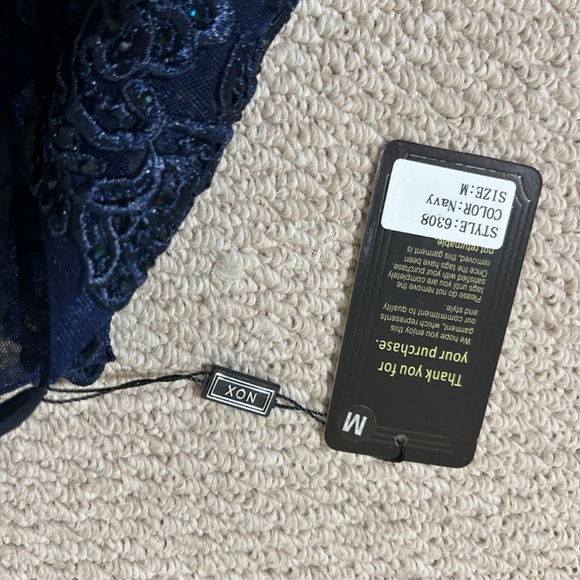 NOX
M
Thank you for
your purchase.
We hope you enjoy this
garment, which represents
our commitment to quality
and style.
Please do not remove the
tags until you are completely
satisfied with your purchase.
Once the tags have been
removed, this garment is
not returnable.
STYLE:6308
COLOR:Navy
SIZE:M